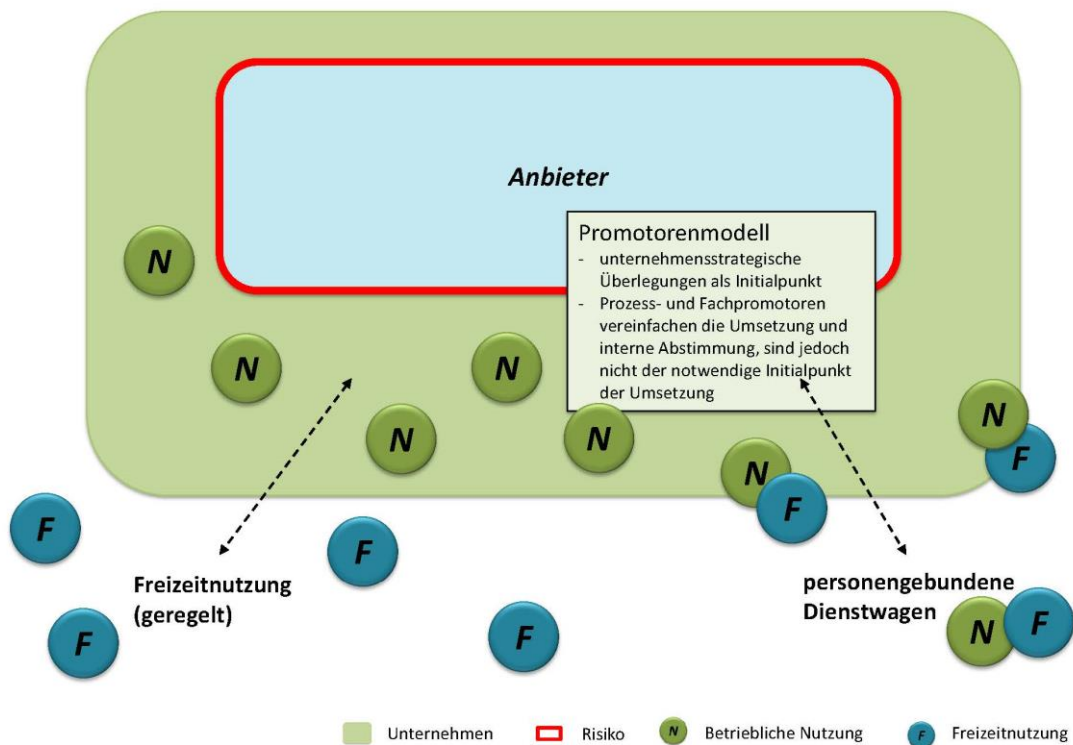 Anbieter
Promotorenmodell
- unternehmensstrategische
Überlegungen als Initialpunkt
- Prozess- und Fachpromotoren
vereinfachen die Umsetzung und
interne Abstimmung, sind jedoch
nicht der notwendige Initialpunkt
der Umsetzung
N
N
N
N
N
N
F
N
F
F
F
Freizeitnutzung
(geregelt)
F
F
personengebundene
Dienstwagen
N
F
Unternehmen
Risiko
N
Betriebliche Nutzung
F
Freizeitnutzung